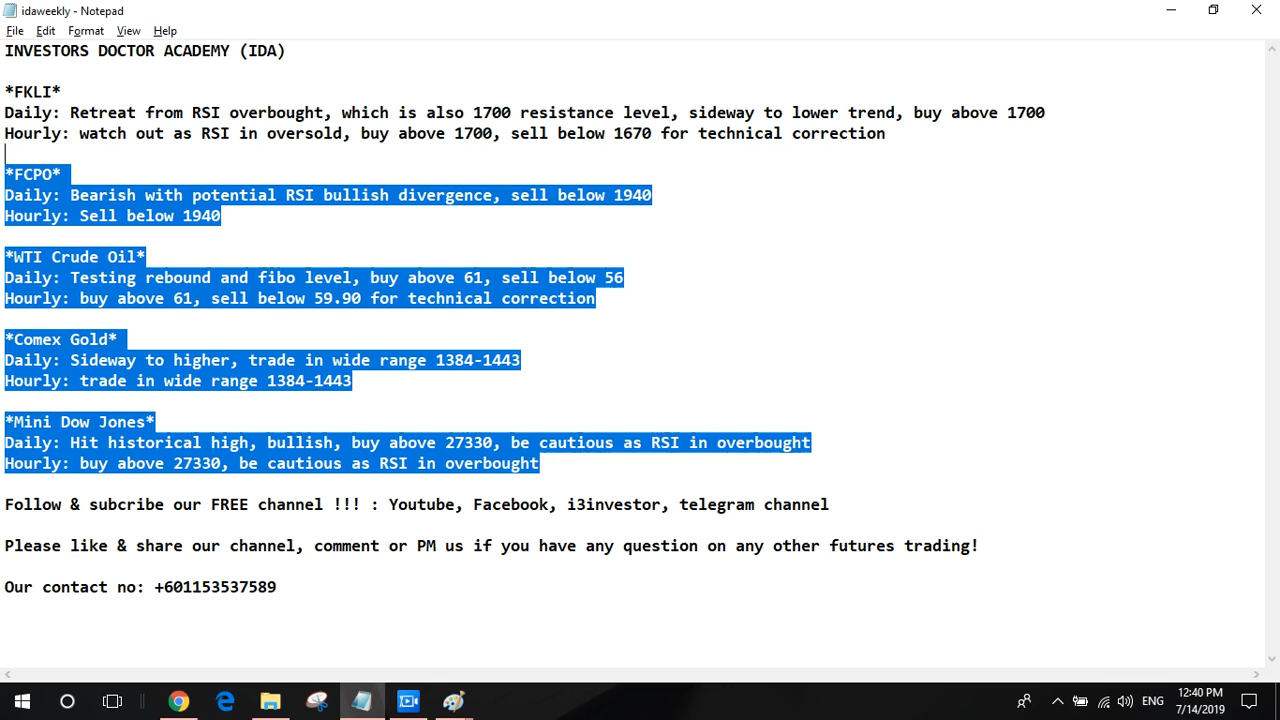 idaweekly - Notepad
File Edit Format View Help
INVESTORS DOCTOR ACADEMY (IDA)
*FKLI*
Daily: Retreat from RSI overbought, which is also 1700 resistance level, sideway to lower trend, buy above 1700
Hourly: watch out as RSI in oversold, buy above 1700, sell below 1670 for technical correction
*FCPO*
Daily: Bearish with potential RSI bullish divergence, sell below 1940
Hourly: Sell below 1940
*WTI Crude Oil*
Daily: Testing rebound and fibo level, buy above 61, sell below 56
Hourly: buy above 61, sell below 59.90 for technical correction
*Comex Gold*
Daily: Sideway to higher, trade in wide range 1384-1443
Hourly: trade in wide range 1384-1443
*Mini Dow Jones*
Daily: Hit historical high, bullish, buy above 27330, be cautious as RSI in overbought
Hourly: buy above 27330, be cautious as RSI in overbought
Follow & subcribe our FREE channel !!! : Youtube, Facebook, i3investor, telegram channel
Please like & share our channel, comment or PM us if you have any question on any other futures trading!
Our contact no: +601153537589
ENG
12:40 PM
7/14/2019